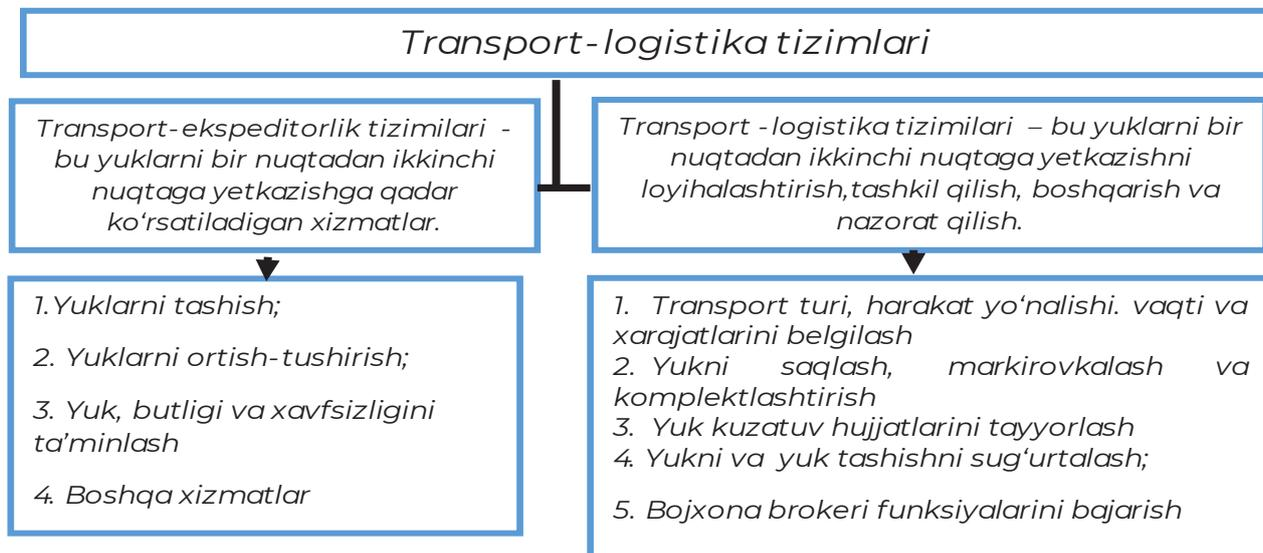 Transport-logistika tizimlari
Transport-ekspeditorlik tizimilari -
bu yuklarni bir nuqtadan ikkinchi
nuqtaga yetkazishga qadar
ko‘rsatiladigan xizmatlar.
Transport -logistika tizimilari – bu yuklarni bir
nuqtadan ikkinchi nuqtaga yetkazishni
loyihalashtirish,tashkil qilish, boshqarish va
nazorat qilish.
1.Yuklarni tashish;
2. Yuklarni ortish-tushirish;
3. Yuk, butligi va xavfsizligini
ta’minlash
4. Boshqa xizmatlar
1. Transport turi, harakat yo‘nalishi. vaqti va
xarajatlarini belgilash
2. Yukni saqlash, markirovkalash va
komplektlashtirish
3. Yuk kuzatuv hujjatlarini tayyorlash
4. Yukni va yuk tashishni sug‘urtalash;
5. Bojxona brokeri funksiyalarini bajarish